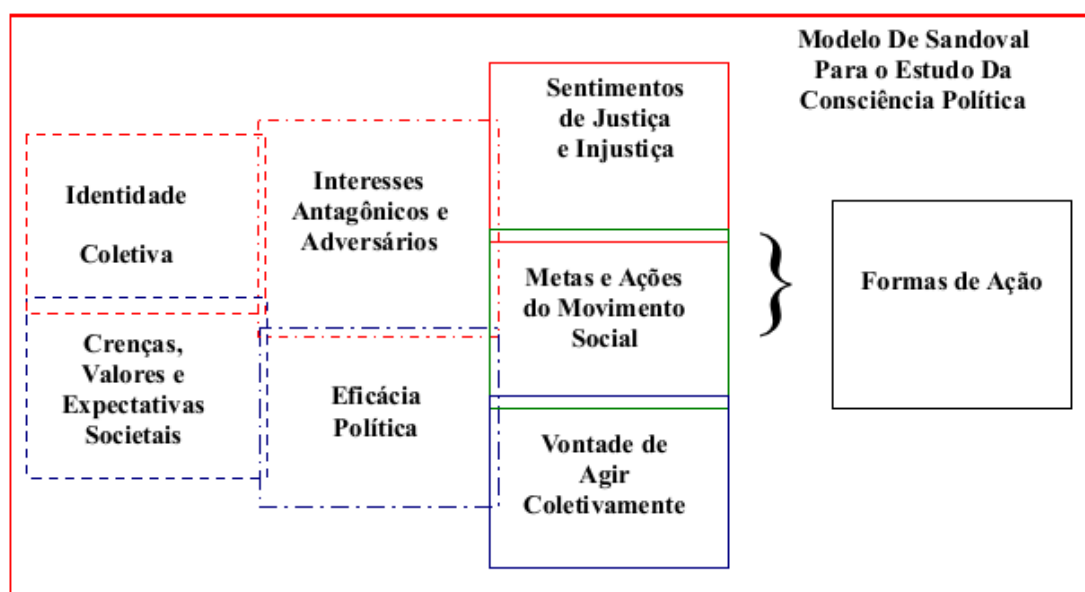 Modelo De Sandoval
Para o Estudo Da
Consciência Política
Identidade
Coletiva
Crenças,
Valores e
Expectativas
Societais
Interesses
Antagônicos e
Adversários
Eficácia
Política
Sentimentos
de Justiça
e Injustiça
Metas e Ações
do Movimento
Social
Vontade de
Agir
Coletivamente
}
Formas de Ação